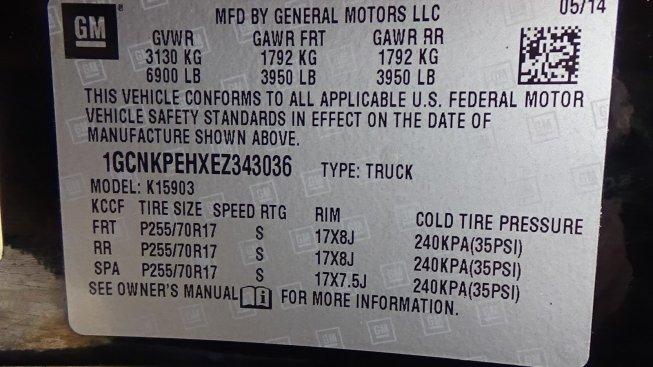 GM
MFD BY GENERAL MOTORS LLC 05/14
GVWR GAWR FRT GAWR RR
3130 KG 1792 KG 1792 KG
6900 LB 3950 LB 3950 LB
THIS VEHICLE CONFORMS TO ALL APPLICABLE U.S. FEDERAL MOTOR
VEHICLE SAFETY STANDARDS IN EFFECT ON THE DATE OF
MANUFACTURE SHOWN ABOVE.
1GCNKPEHXEZ343036 TYPE: TRUCK
MODEL: K15903
KCCF TIRE SIZE SPEED RTG RIM COLD TIRE PRESSURE
FRT P255/70R17 S 17X8J 240KPA(35PSI)
RR P255/70R17 S 17X8J 240KPA(35PSI)
SPA P255/70R17 S 17X7.5J 240KPA(35PSI)
SEE OWNER'S MANUAL FOR MORE INFORMATION.